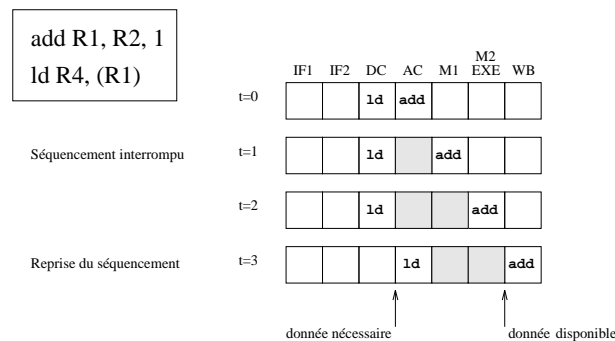 add R1, R2, 1
ld R4, (R1)
M2
IF1 IF2 DC AC M1 EXE WB
t=0 ld add
Séquencement interrompu t=1 ld add
t=2 ld add
Reprise du séquencement t=3 ld add
donnée nécessaire donnée disponible